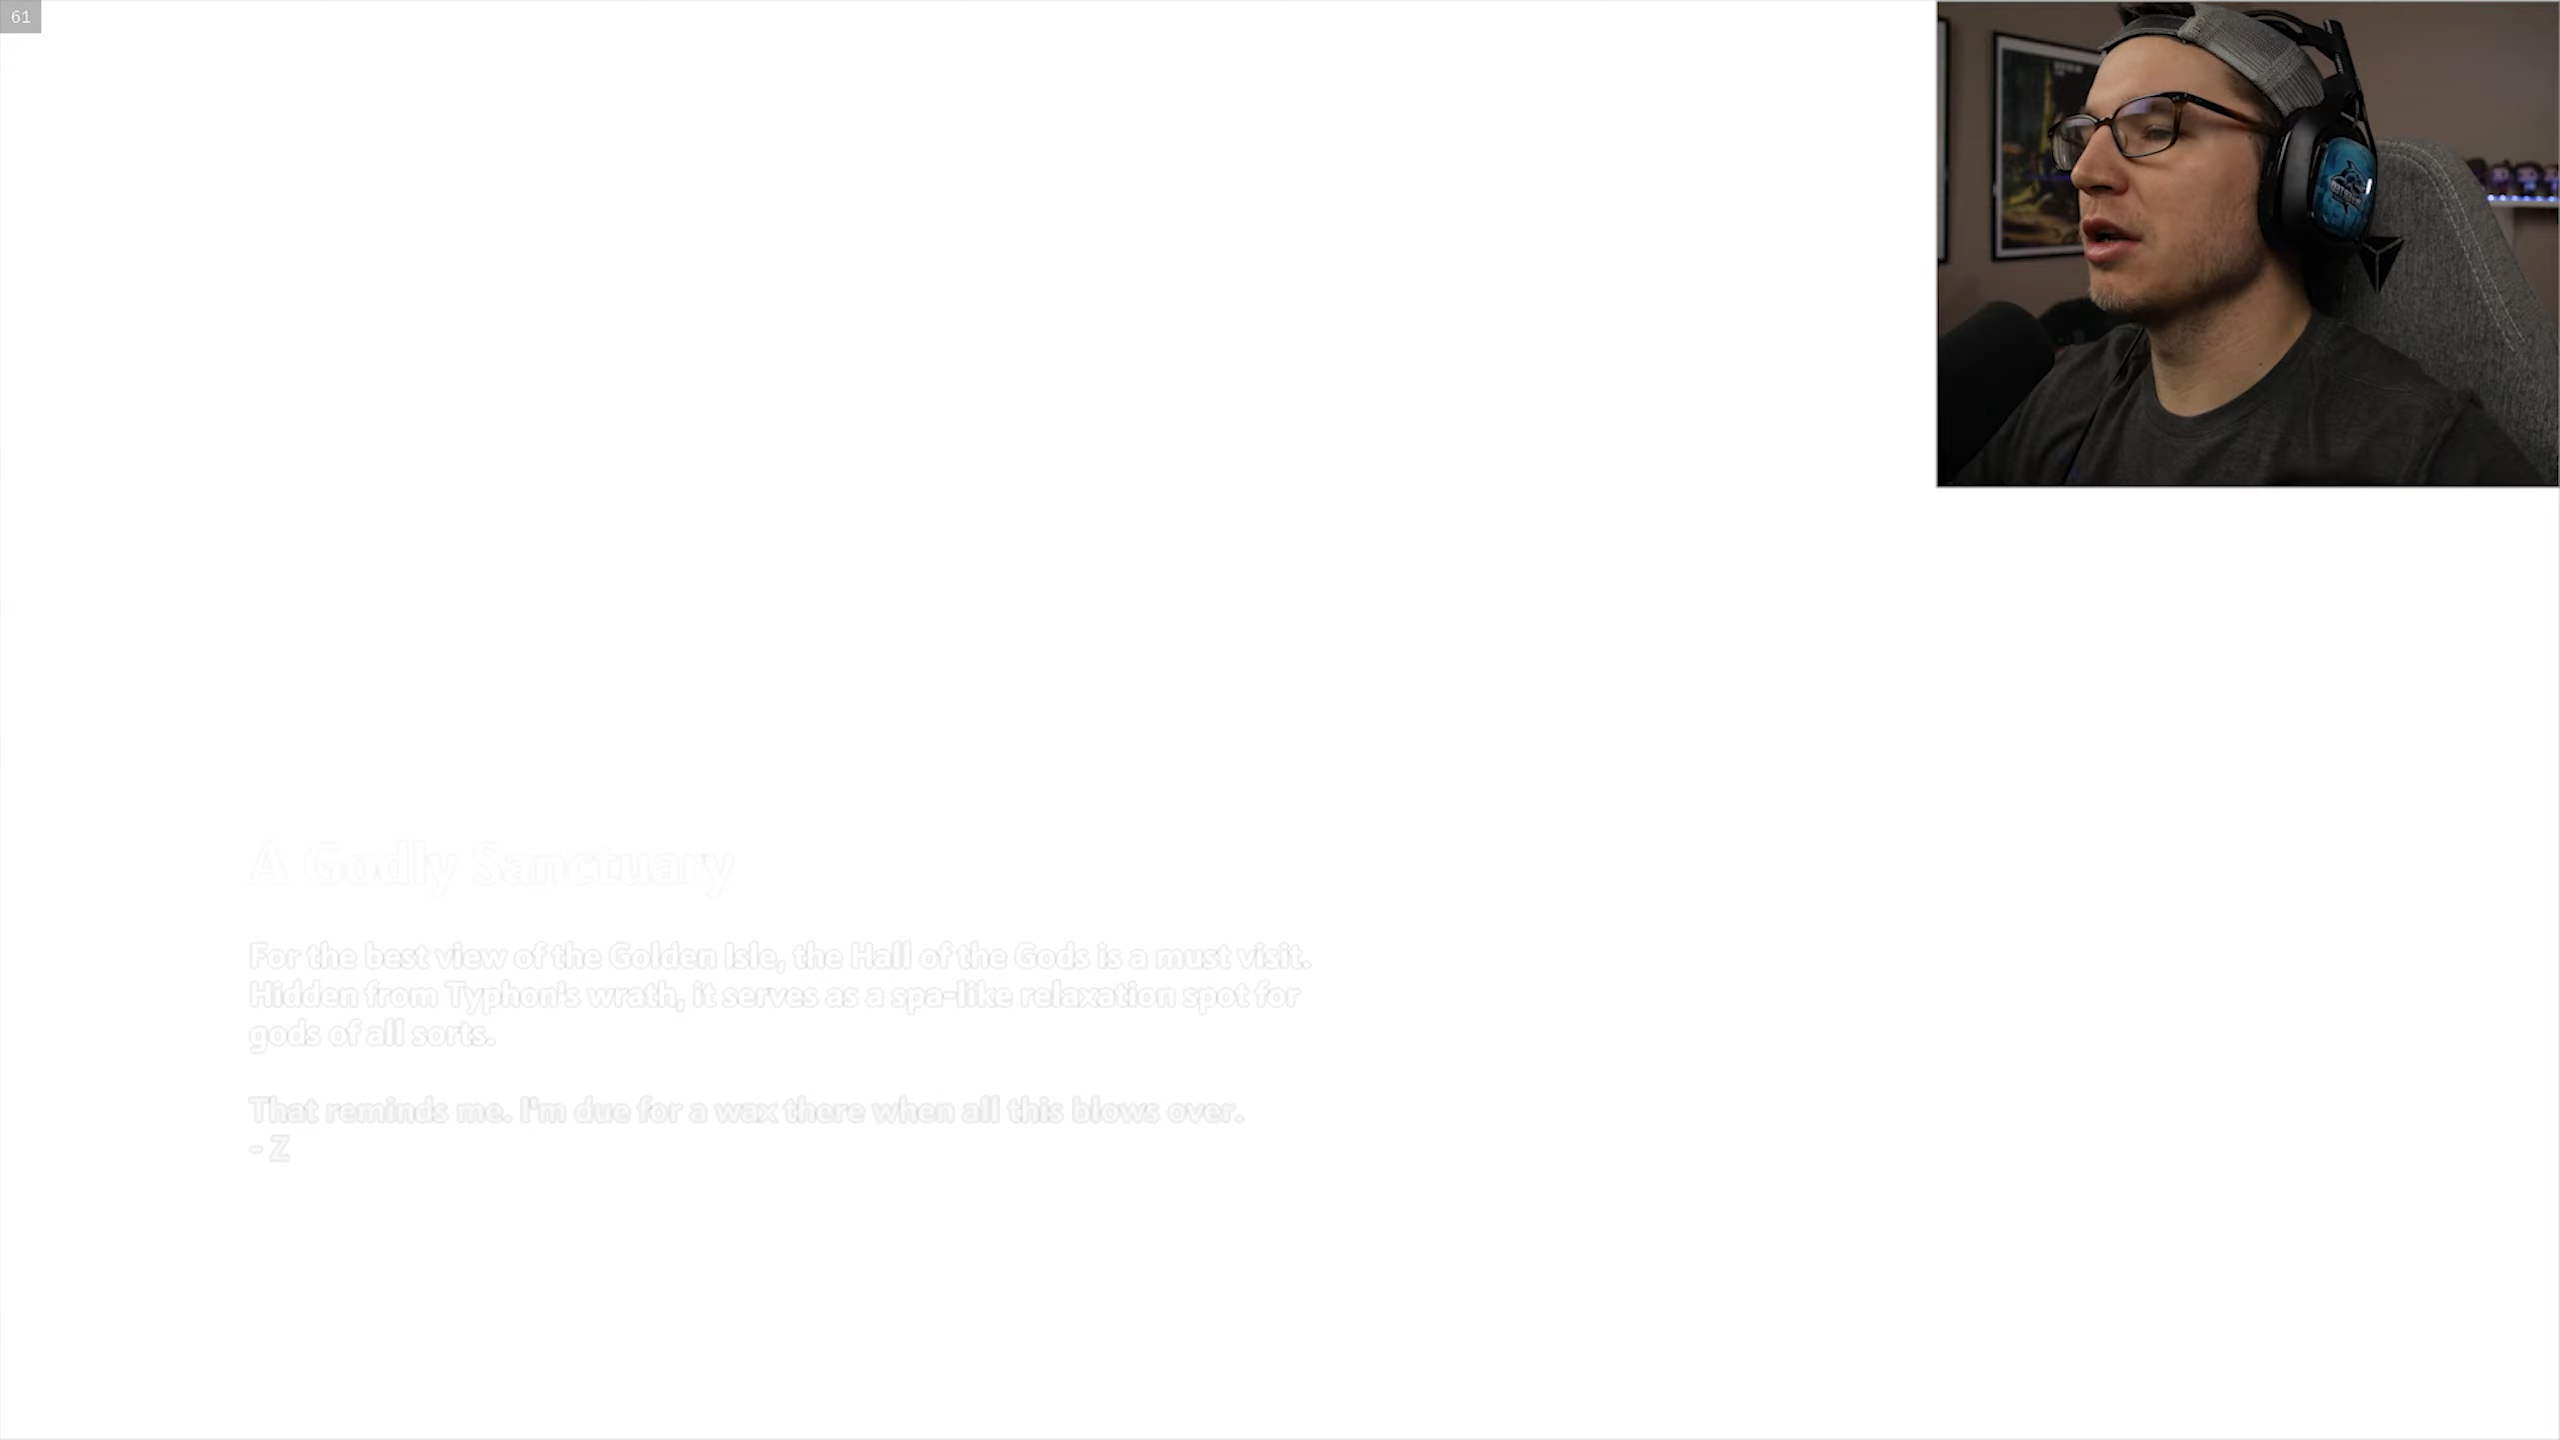 61
A Godly Sanctuary
For the best view of the Golden Isle, the Hall of the Gods is a must visit.
Hidden from Typhon's wrath, it serves as a spa-like relaxation spot for
gods of all sorts.
That reminds me. I'm due for a wax there when all this blows over.
- Z